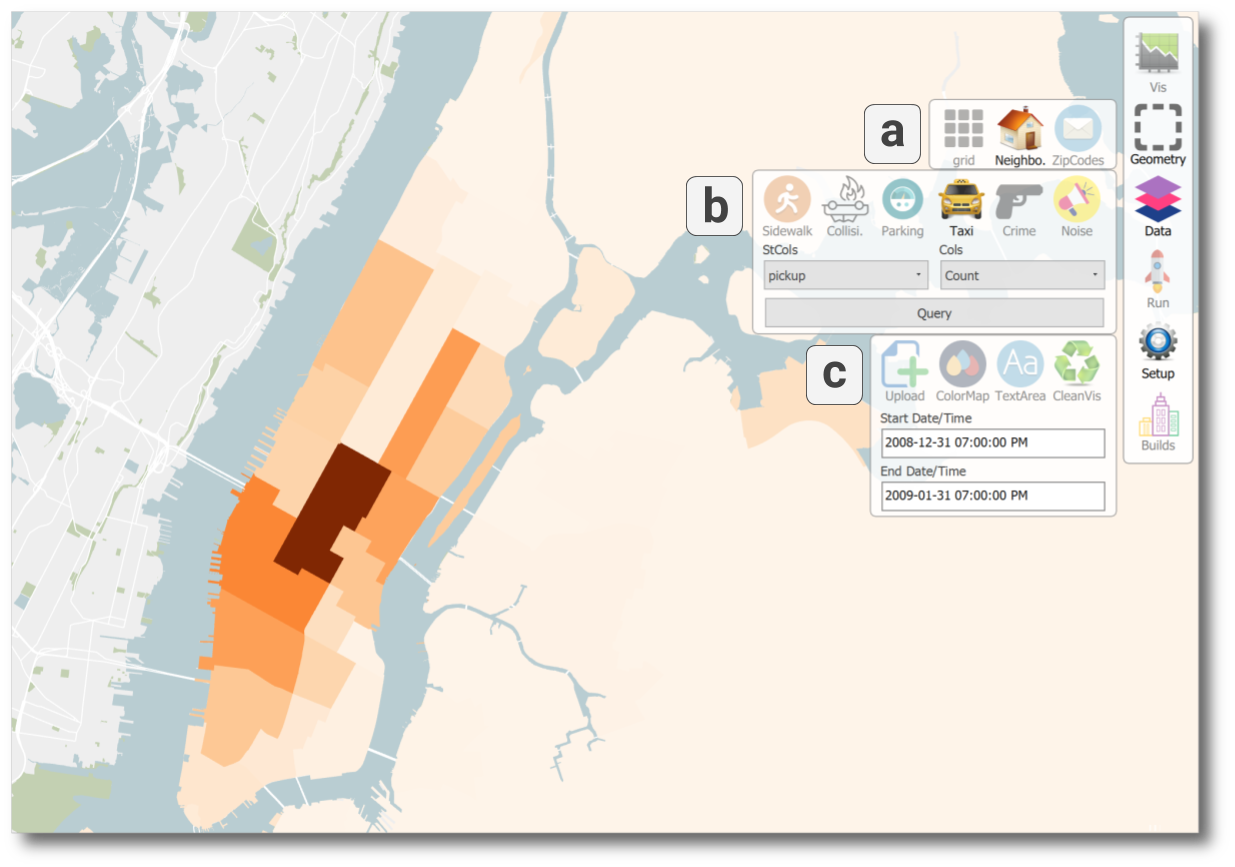 Vis
a
grid Neighbo. ZipCodes
Geometry
b
Sidewalk Collisi. Parking Taxi Crime Noise
Data
StCols Cols
pickup Count
Query
Run
c
Setup
Aa
Upload ColorMap TextArea CleanVis
Start Date/Time
2008-12-31 07:00:00 PM
Builds
End Date/Time
2009-01-31 07:00:00 PM